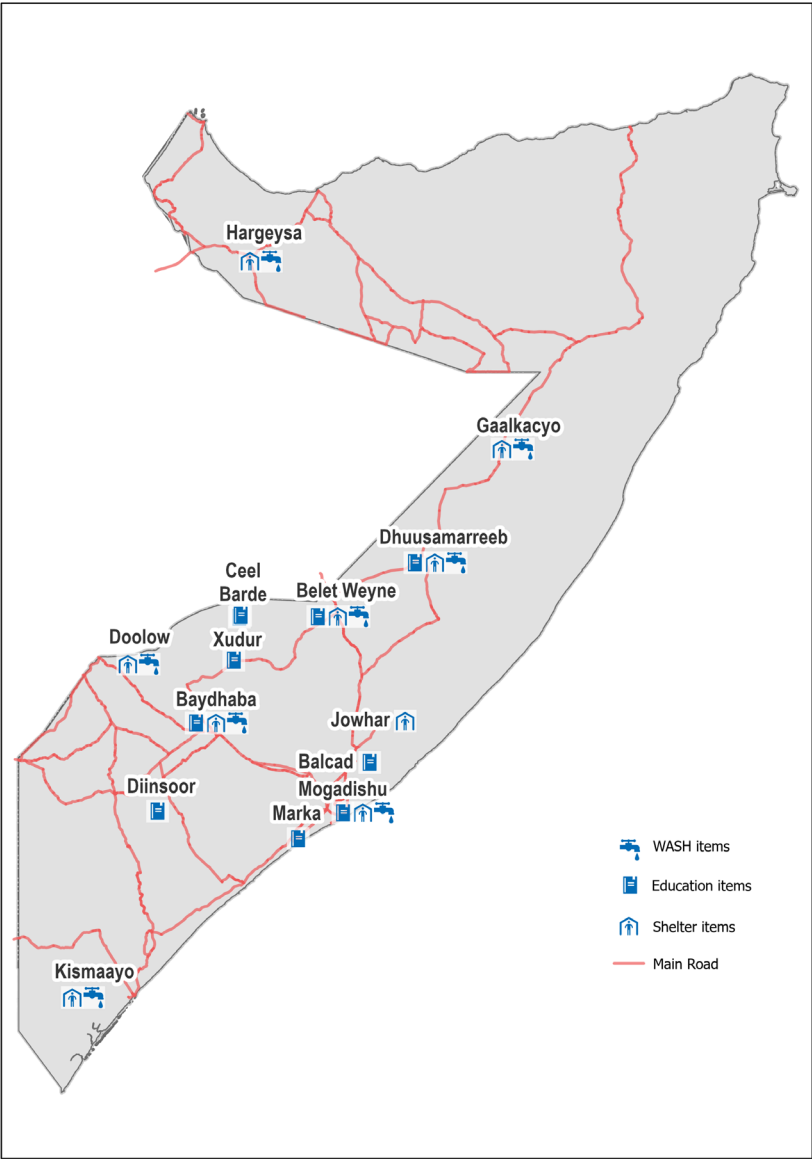 Hargeysa
Gaalkacyo
Dhuusamarreeb
Ceel
Barde
Belet Weyne
Doolow
Xudur
Baydhaba
Jowhar
Balcad
Diinsoor
Mogadishu
Marka
Kismaayo
WASH items
Education items
Shelter items
Main Road